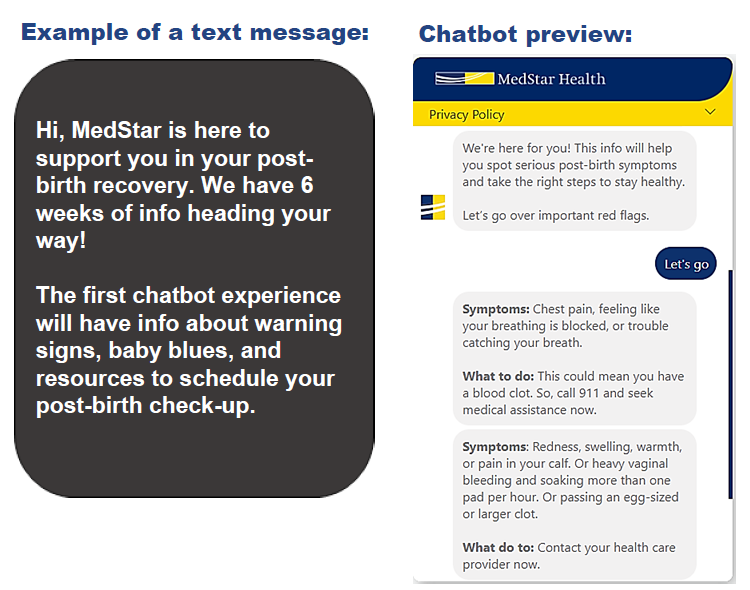 Example of a text message:
Hi, MedStar is here to
support you in your post-
birth recovery. We have 6
weeks of info heading your
way!
The first chatbot experience
will have info about warning
signs, baby blues, and
resources to schedule your
post-birth check-up.
Chatbot preview:
MedStar Health
Privacy Policy
We're here for you! This info will help
you spot serious post-birth symptoms
and take the right steps to stay healthy.
Let's go over important red flags.
Let's go
Symptoms: Chest pain, feeling like
your breathing is blocked, or trouble
catching your breath.
What to do: This could mean you have
a blood clot. So, call 911 and seek
medical assistance now.
Symptoms: Redness, swelling, warmth,
or pain in your calf. Or heavy vaginal
bleeding and soaking more than one
pad per hour. Or passing an egg-sized
or larger clot.
What do to: Contact your health care
provider now.